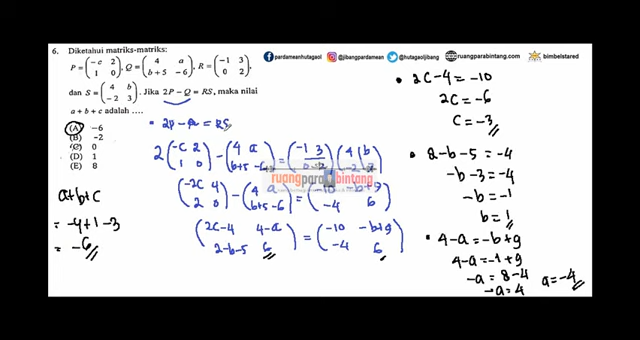 6. Diketahui matriks-matriks:
P = (-c 2 / 1 0), Q = (4 a / b+5 -6), R = (-1 3 / 0 2)
dan S = (4 b / -2 3). Jika 2P - Q = RS, maka nilai
a + b + c adalah ....
(A) -6
(B) -2
(C) 0
(D) 1
(E) 8
pardameanhutagaol
@jibangpardamean
hutagaoljibang
ruangparabintang.com
bimbelstared
• 2P - Q = RS
2(-c 2 / 1 0) - (4 a / b+5 -6) = (-1 3 / 0 2)(4 b / -2 3)
ruangparabintang
(-2c 4 / 2 0) - (4 a / b+5 -6) = (-10 -b+9 / -4 6)
(2c-4 4-a / 2-b-5 6) = (-10 -b+9 / -4 6)
a+b+c
= -4+1-3
= -6
• 2c-4 = -10
2c = -6
c = -3
• 2-b-5 = -4
-b-3 = -4
-b = -1
b = 1
• 4-a = -b+9
4-a = -1+9
-a = 8-4
-a = 4
a = -4